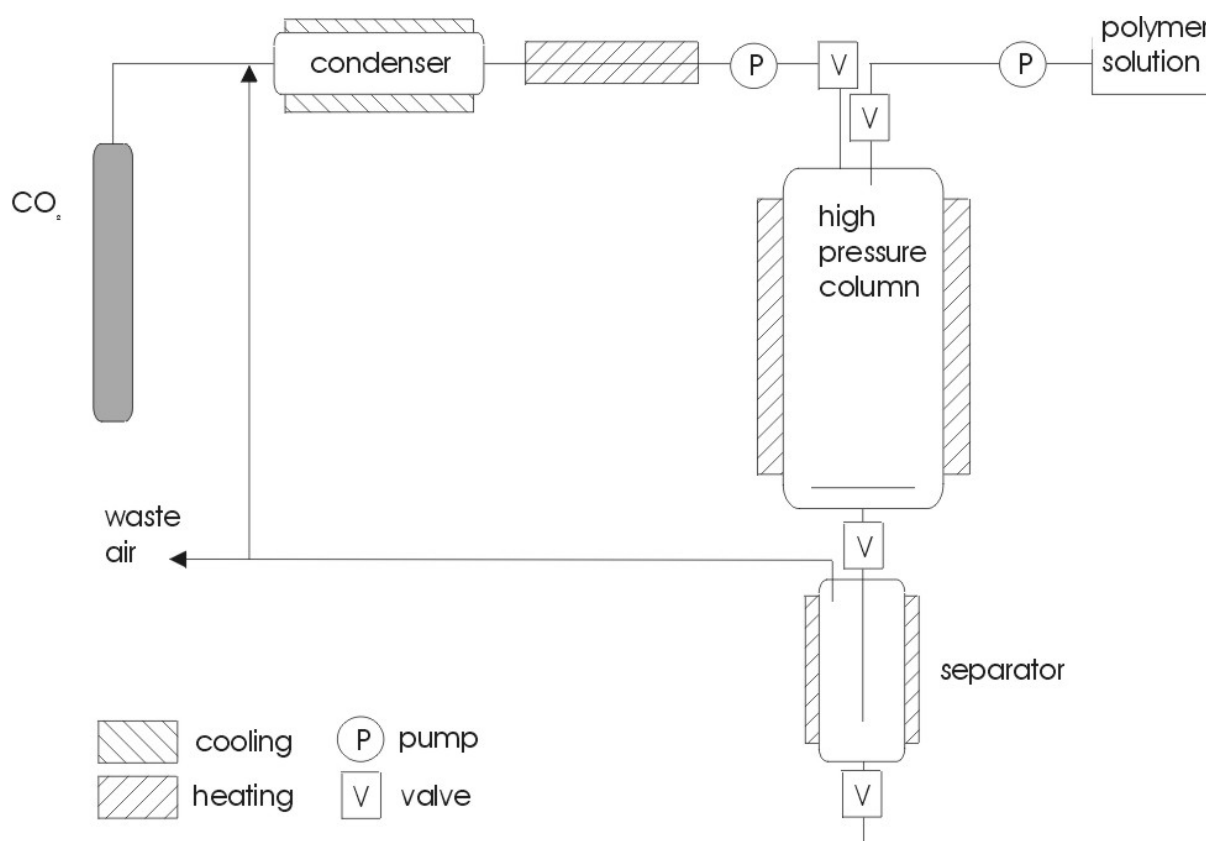 condenser
P
V
P
polymer
solution
V
CO₂
high
pressure
column
waste
air
V
separator
cooling
P pump
heating
V valve
V